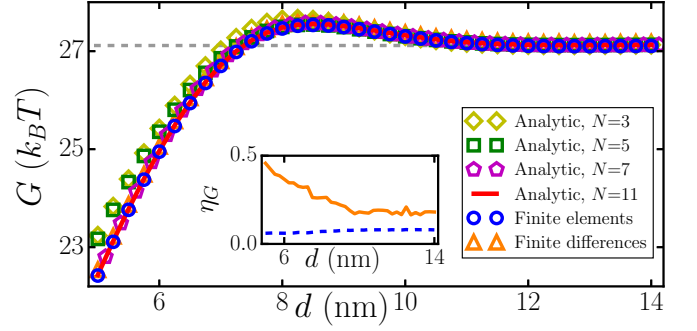 27
25
23
G (k_BT)
6
8
10
12
14
d (nm)
Analytic, N=3
Analytic, N=5
Analytic, N=7
Analytic, N=11
Finite elements
Finite differences
0.5
0.0
η_G
6
d (nm)
14